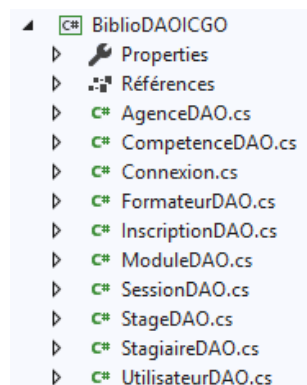 C# BiblioDAOICGO
Properties
Références
C# AgenceDAO.cs
C# CompetenceDAO.cs
C# Connexion.cs
C# FormateurDAO.cs
C# InscriptionDAO.cs
C# ModuleDAO.cs
C# SessionDAO.cs
C# StageDAO.cs
C# StagiaireDAO.cs
C# UtilisateurDAO.cs